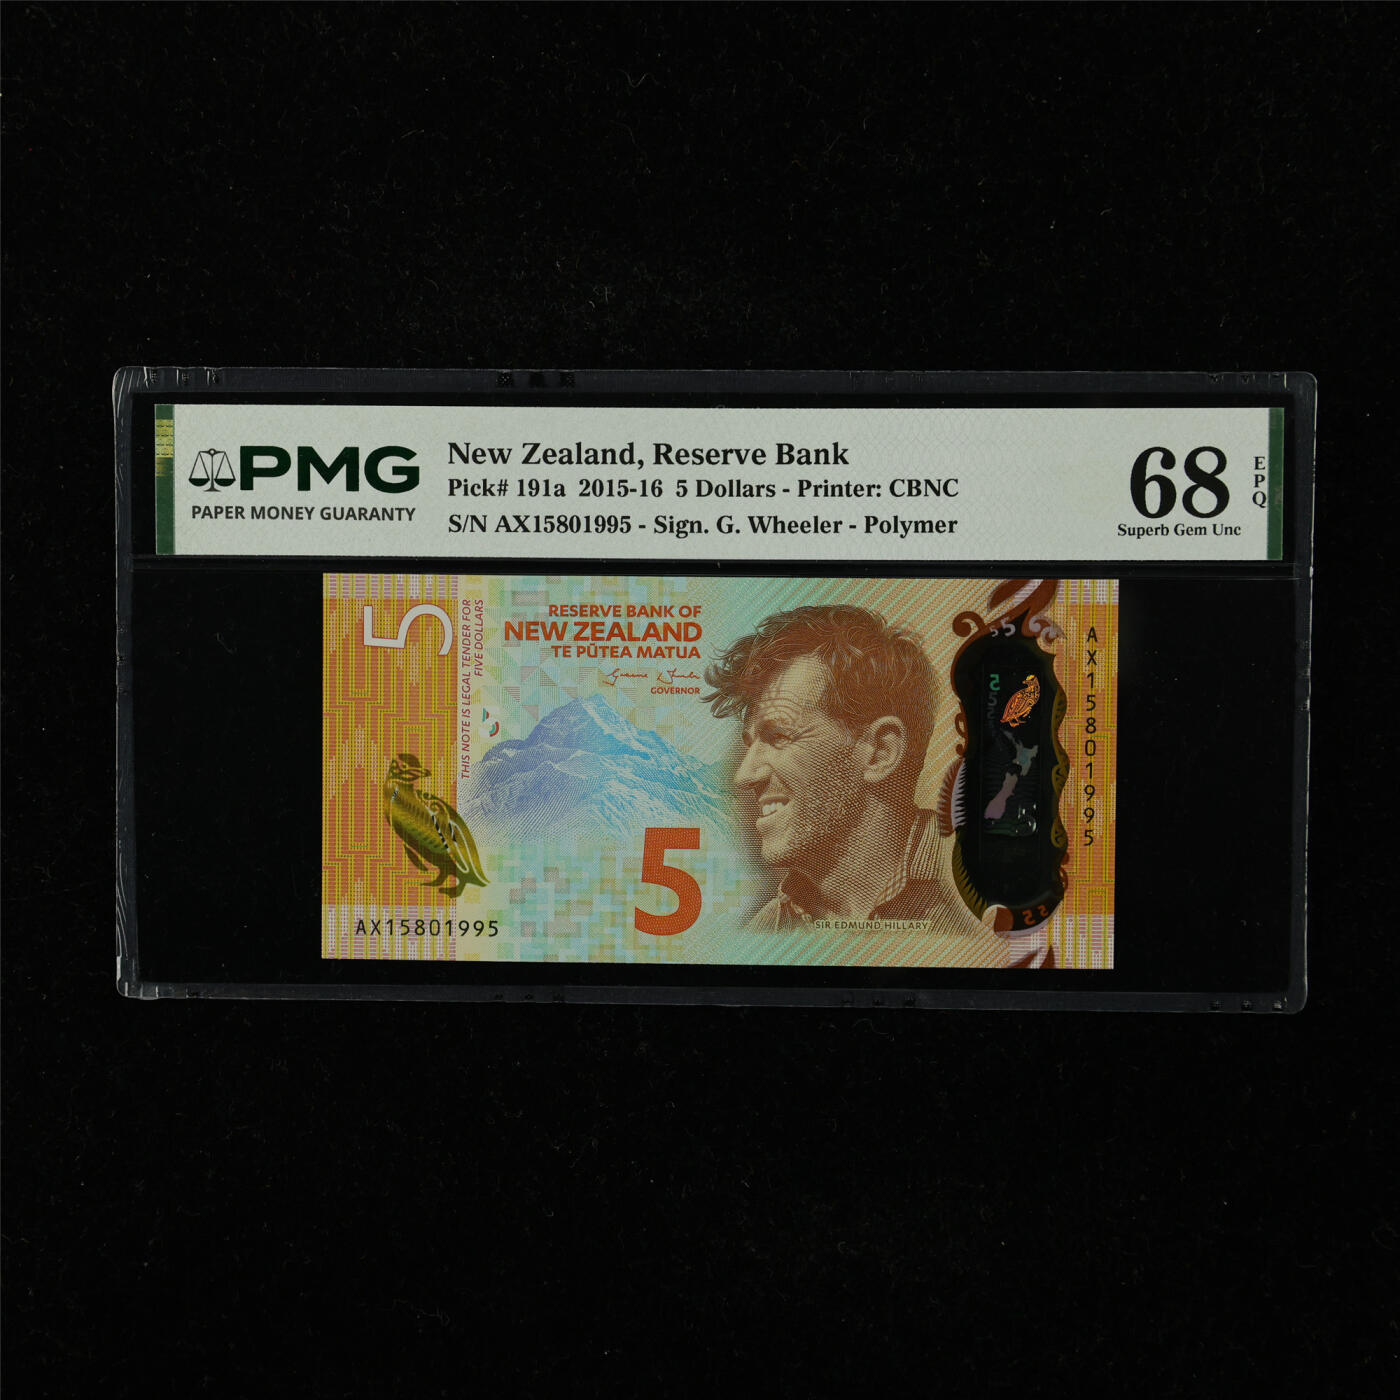 PMG
PAPER MONEY GUARANTY
New Zealand, Reserve Bank
Pick# 191a 2015-16 5 Dollars - Printer: CBNC
S/N AX15801995 - Sign. G. Wheeler - Polymer
68
Superb Gem Unc
EPQ
5
THIS NOTE IS LEGAL TENDER FOR
FIVE DOLLARS
RESERVE BANK OF
NEW ZEALAND
TE PŪTEA MATUA
GOVERNOR
5
SIR EDMUND HILLARY
AX15801995
AX15801995